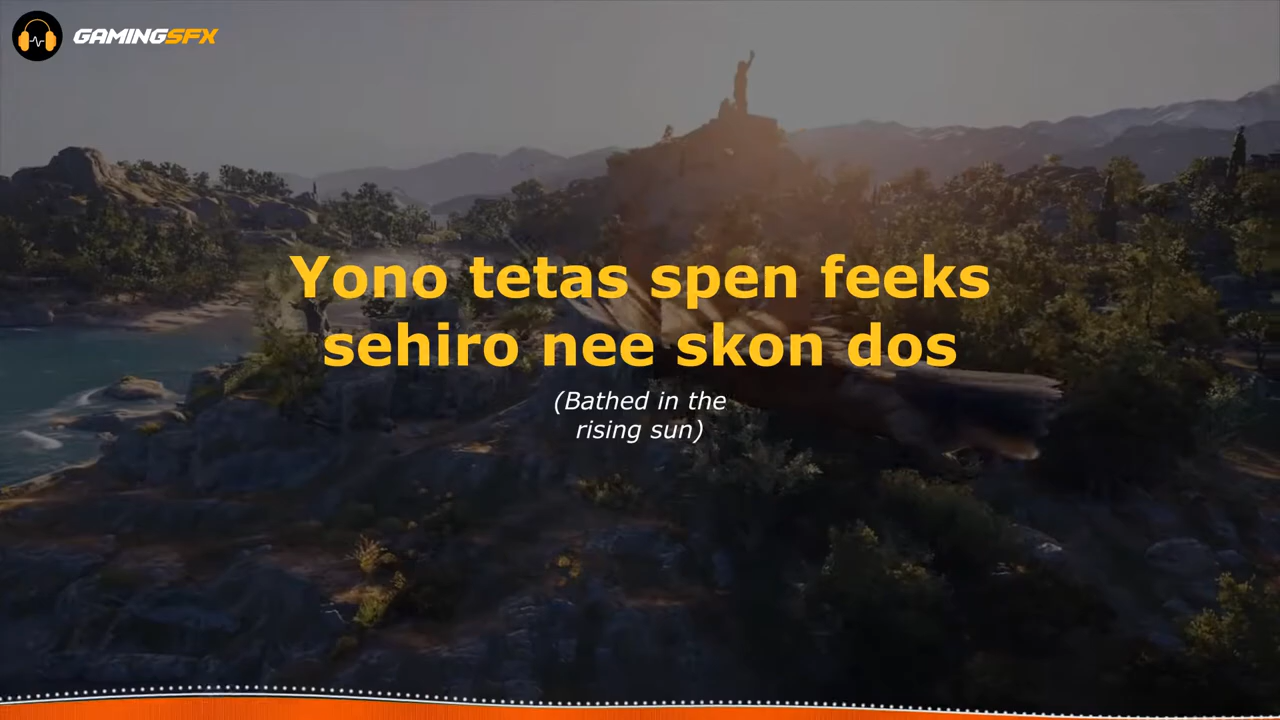 GAMINGSFX
Yono tetas spen feeks
sehiro nee skon dos
(Bathed in the
rising sun)